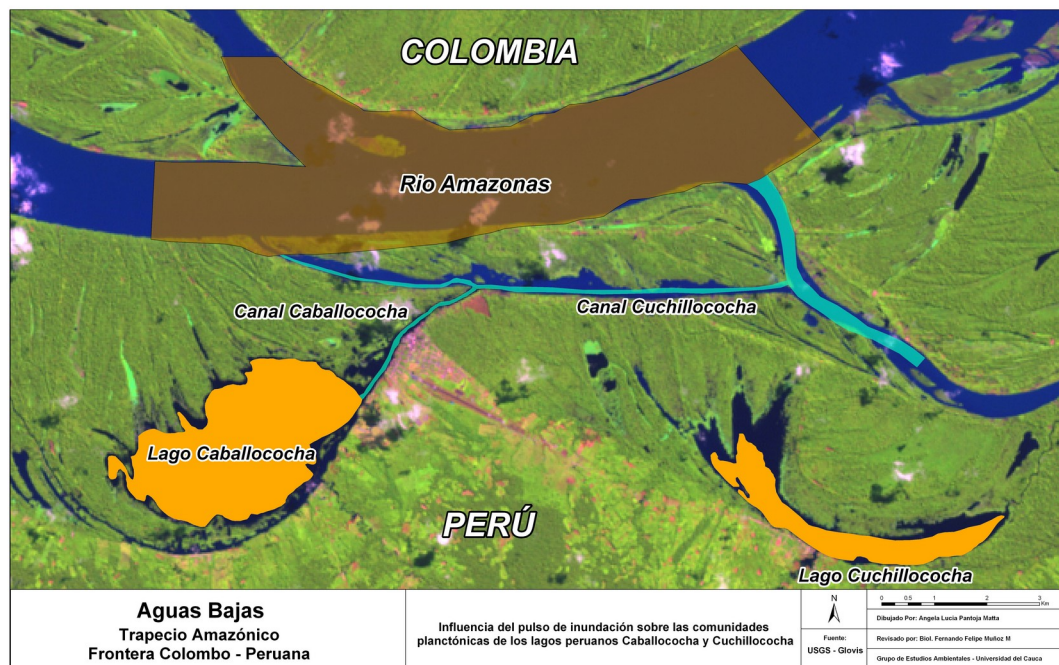 COLOMBIA
Rio Amazonas
Canal Caballococha
Canal Cuchillococha
Lago Caballococha
PERÚ
Lago Cuchillococha
Aguas Bajas
Trapecio Amazónico
Frontera Colombo - Peruana
Influencia del pulso de inundación sobre las comunidades
planctónicas de los lagos peruanos Caballococha y Cuchillococha
N
Fuente:
USGS - Glovis
0 0.5 1 2 3
Km
Dibujado Por: Angela Lucia Pantoja Matta
Revisado por: Biol. Fernando Felipe Muñoz M
Grupo de Estudios Ambientales - Universidad del Cauca